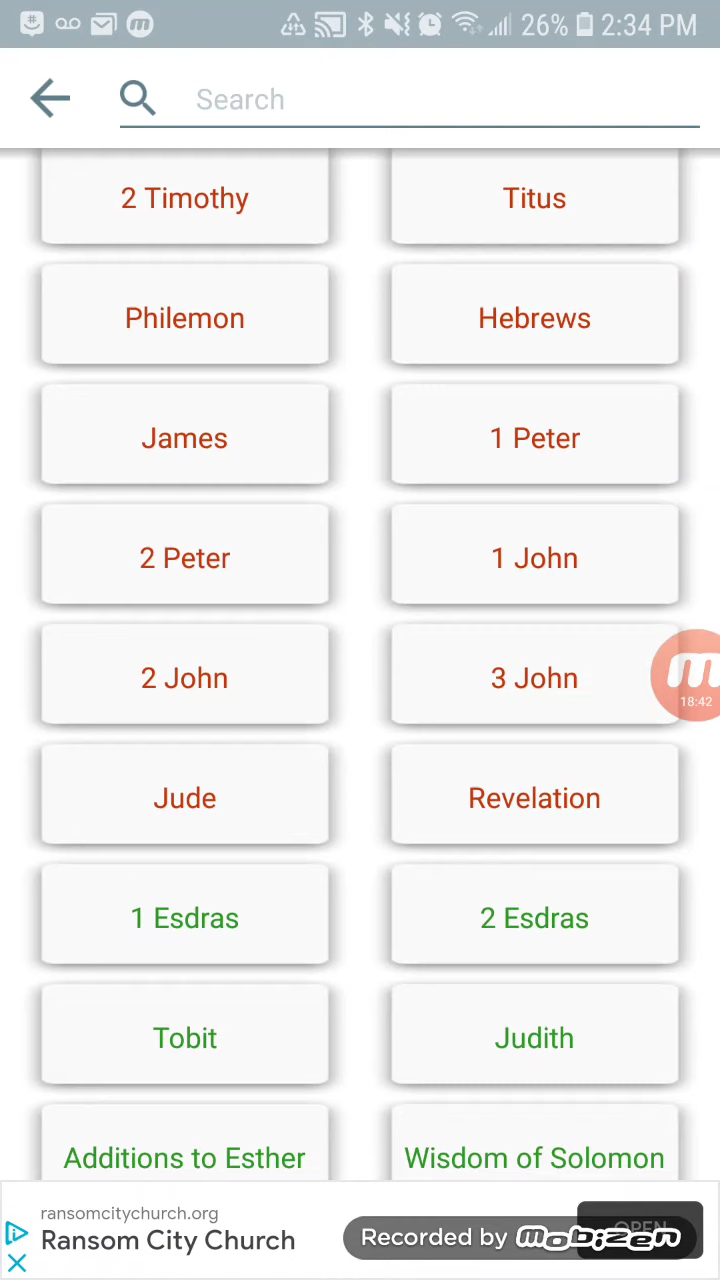 26% 2:34 PM
Search
2 Timothy
Titus
Philemon
Hebrews
James
1 Peter
2 Peter
1 John
2 John
3 John
18:42
Jude
Revelation
1 Esdras
2 Esdras
Tobit
Judith
Additions to Esther
Wisdom of Solomon
ransomcitychurch.org
Ransom City Church
OPEN
Recorded by mobizen